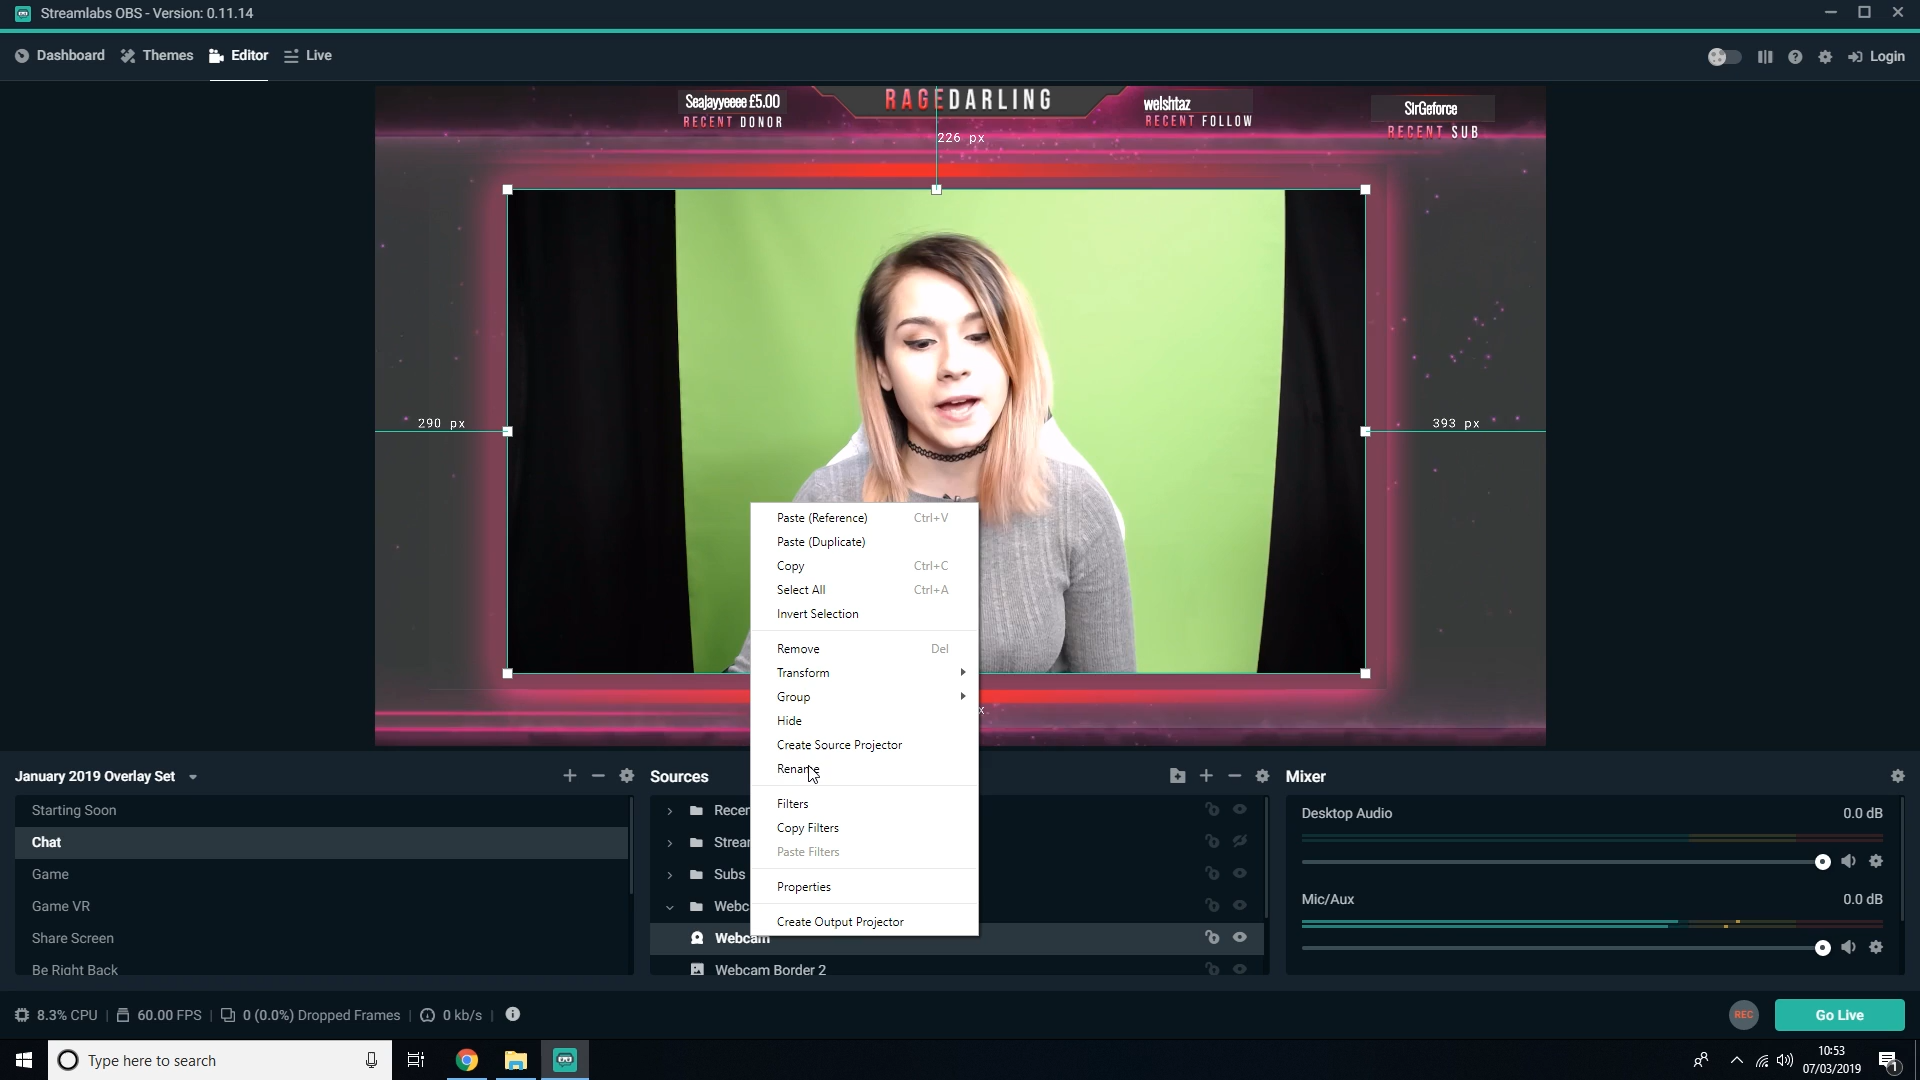 Streamlabs OBS - Version: 0.11.14
Dashboard
Themes
Editor
Live
Login
Seajayyeeee £5.00
RECENT DONOR
RAGEDARLING
welshtaz
RECENT FOLLOW
SirGeforce
RECENT SUB
226 px
290 px
393 px
Paste (Reference) Ctrl+V
Paste (Duplicate)
Copy Ctrl+C
Select All Ctrl+A
Invert Selection
Remove Del
Transform
Group
Hide
Create Source Projector
Rename
Filters
Copy Filters
Paste Filters
Properties
Create Output Projector
x
January 2019 Overlay Set
Starting Soon
Chat
Game
Game VR
Share Screen
Be Right Back
Sources
Recen
Strear
Subs
Webc
Webcam
Webcam Border 2
Mixer
Desktop Audio 0.0 dB
Mic/Aux 0.0 dB
8.3% CPU
60.00 FPS
0 (0.0%) Dropped Frames
0 kb/s
REC
Go Live
Type here to search
10:53
07/03/2019
1